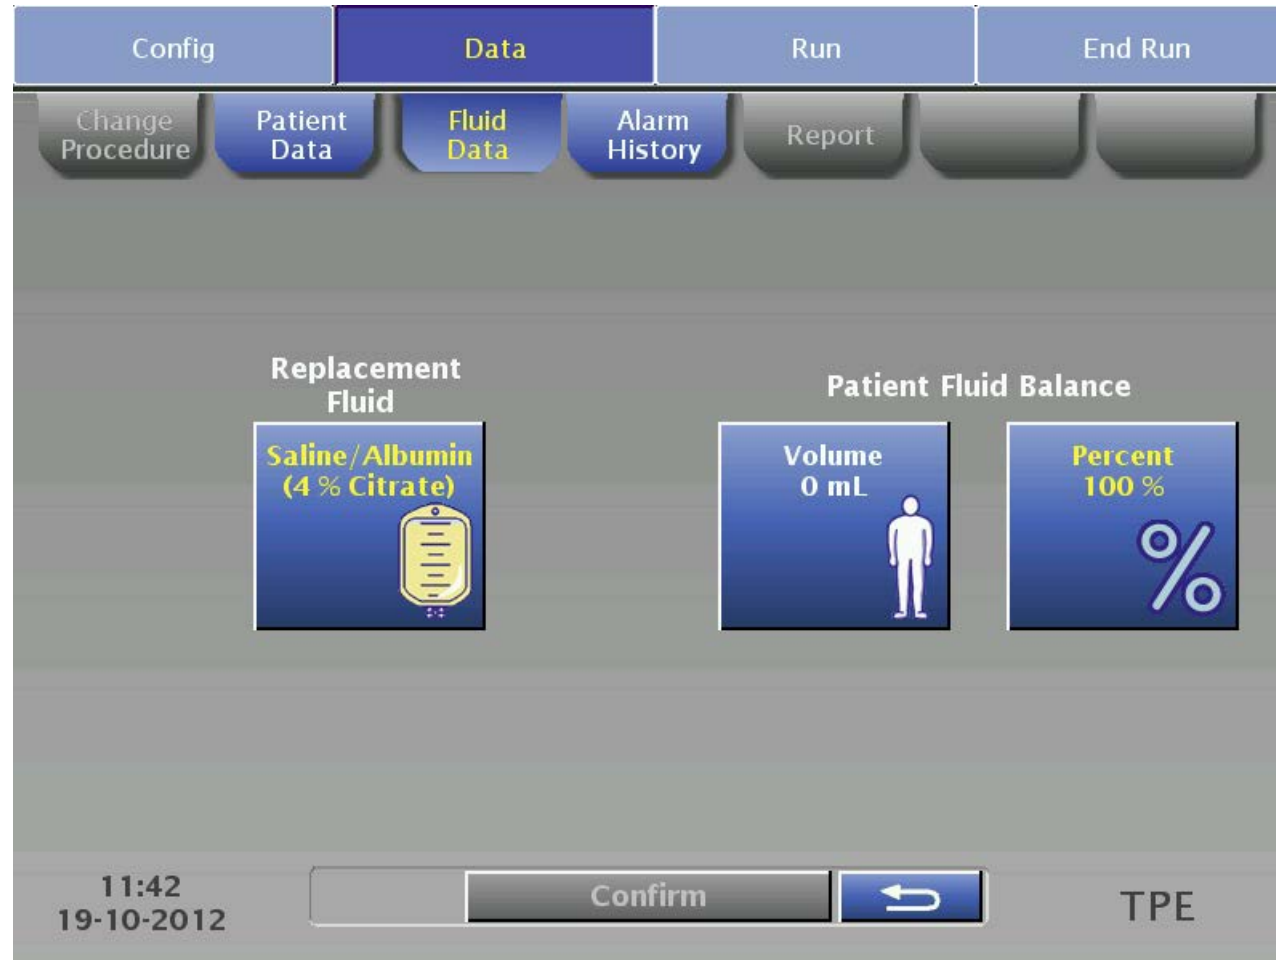 Config
Data
Run
End Run
Change
Procedure
Patient
Data
Fluid
Data
Alarm
History
Report
Replacement
Fluid
Saline/Albumin
(4 % Citrate)
Patient Fluid Balance
Volume
0 mL
Percent
100 %
%
11:42
19-10-2012
Confirm
TPE